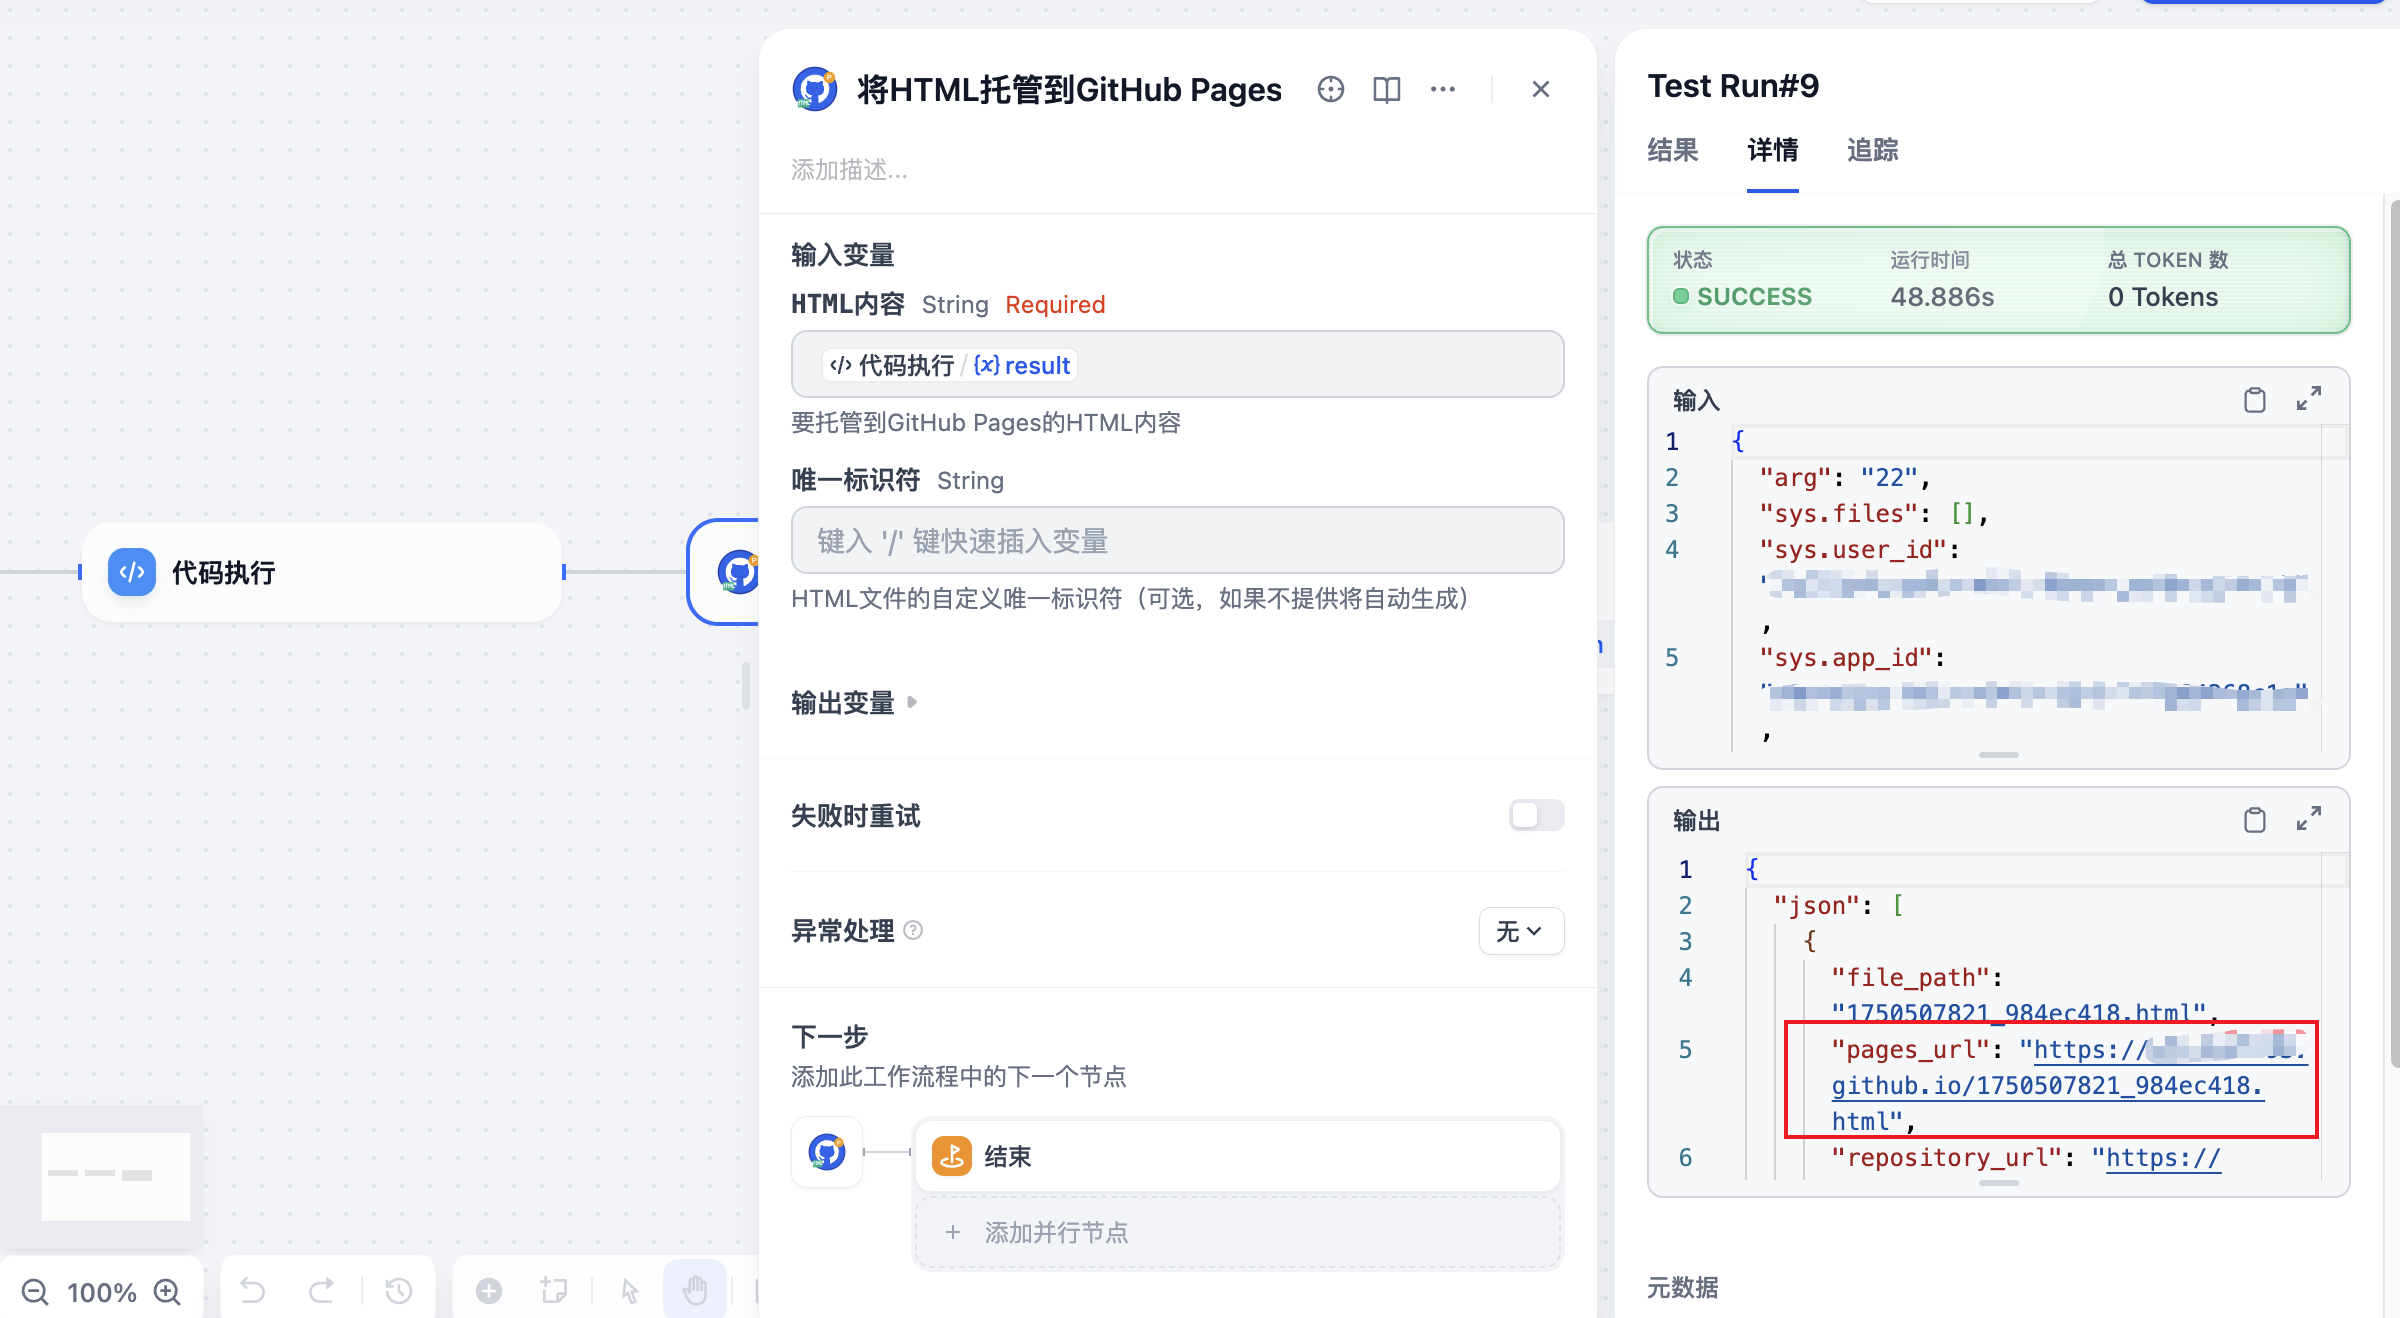 代码执行
100%
将HTML托管到GitHub Pages
添加描述...
输入变量
HTML内容 String Required
代码执行 / {x} result
要托管到GitHub Pages的HTML内容
唯一标识符 String
键入 '/' 键快速插入变量
HTML文件的自定义唯一标识符（可选，如果不提供将自动生成）
输出变量
失败时重试
异常处理
无
下一步
添加此工作流程中的下一个节点
结束
+ 添加并行节点
Test Run#9
结果 详情 追踪
状态 运行时间 总 TOKEN 数
SUCCESS 48.886s 0 Tokens
输入
1 {
2 "arg": "22",
3 "sys.files": [],
4 "sys.user_id":
,
5 "sys.app_id":
,
输出
1 {
2 "json": [
3 {
4 "file_path":
"1750507821_984ec418.html",
5 "pages_url": "https://
github.io/1750507821_984ec418.
html",
6 "repository_url": "https://
元数据